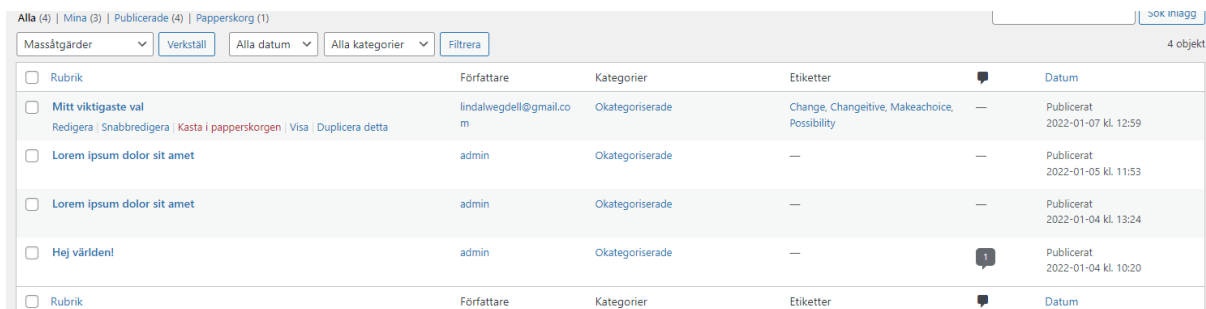 Alla (4) | Mina (3) | Publicerade (4) | Papperskorg (1)
Sök inlägg
Massåtgärder Verkställ Alla datum Alla kategorier Filtrera 4 objekt
Rubrik Författare Kategorier Etiketter Datum
Mitt viktigaste val lindalwegdell@gmail.co Okategoriserade Change, Changeitive, Makeachoice, — Publicerat
Redigera | Snabbredigera | Kasta i papperskorgen | Visa | Duplicera detta m Possibility 2022-01-07 kl. 12:59
Lorem ipsum dolor sit amet admin Okategoriserade — — Publicerat
2022-01-05 kl. 11:53
Lorem ipsum dolor sit amet admin Okategoriserade — — Publicerat
2022-01-04 kl. 13:24
Hej världen! admin Okategoriserade — 1 Publicerat
2022-01-04 kl. 10:20
Rubrik Författare Kategorier Etiketter Datum